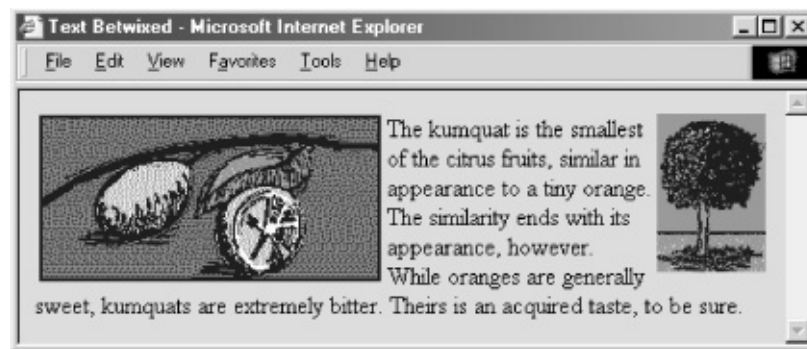 Text Betwixed - Microsoft Internet Explorer
File Edit View Favorites Tools Help
The kumquat is the smallest
of the citrus fruits, similar in
appearance to a tiny orange.
The similarity ends with its
appearance, however.
While oranges are generally
sweet, kumquats are extremely bitter. Theirs is an acquired taste, to be sure.